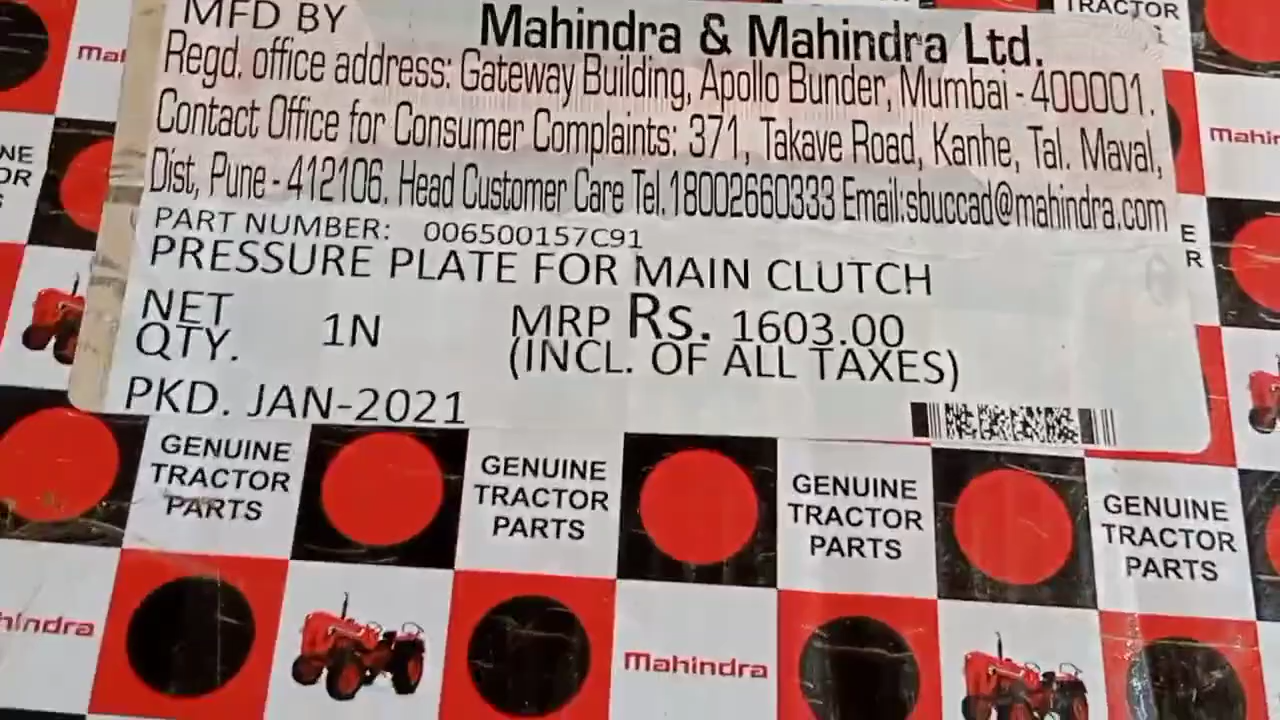 TRACTOR
MFD BY Mahindra & Mahindra Ltd.
Regd. office address: Gateway Building, Apollo Bunder, Mumbai - 400001.
Contact Office for Consumer Complaints: 371, Takave Road, Kanhe, Tal. Maval,
Dist, Pune - 412106. Head Customer Care Tel.18002660333 Email:sbuccad@mahindra.com
PART NUMBER: 006500157C91
PRESSURE PLATE FOR MAIN CLUTCH
NET QTY. 1N MRP Rs. 1603.00
(INCL. OF ALL TAXES)
PKD. JAN-2021
GENUINE
TRACTOR
PARTS
GENUINE
TRACTOR
PARTS
GENUINE
TRACTOR
PARTS
GENUINE
TRACTOR
PARTS
Mahindra